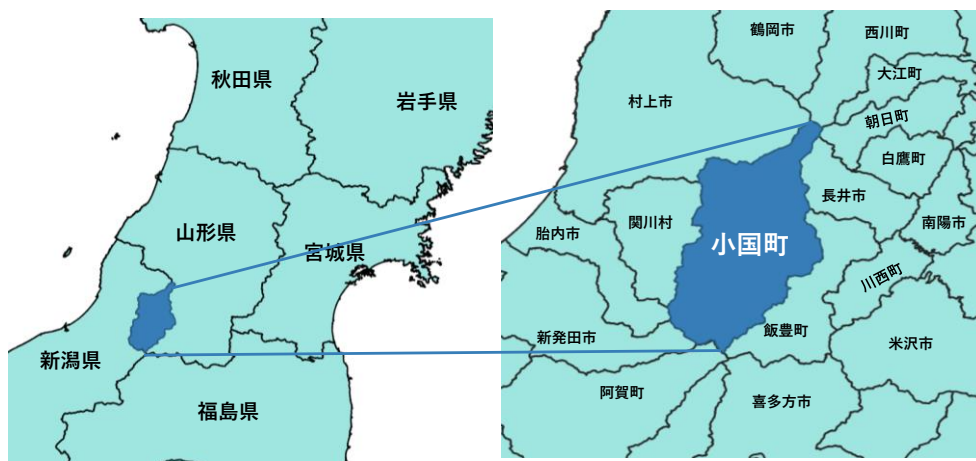 秋田県
岩手県
山形県
宮城県
新潟県
福島県
鶴岡市
西川町
大江町
村上市
朝日町
白鷹町
長井市
関川村
南陽市
胎内市
小国町
川西町
新発田市
飯豊町
米沢市
阿賀町
喜多方市